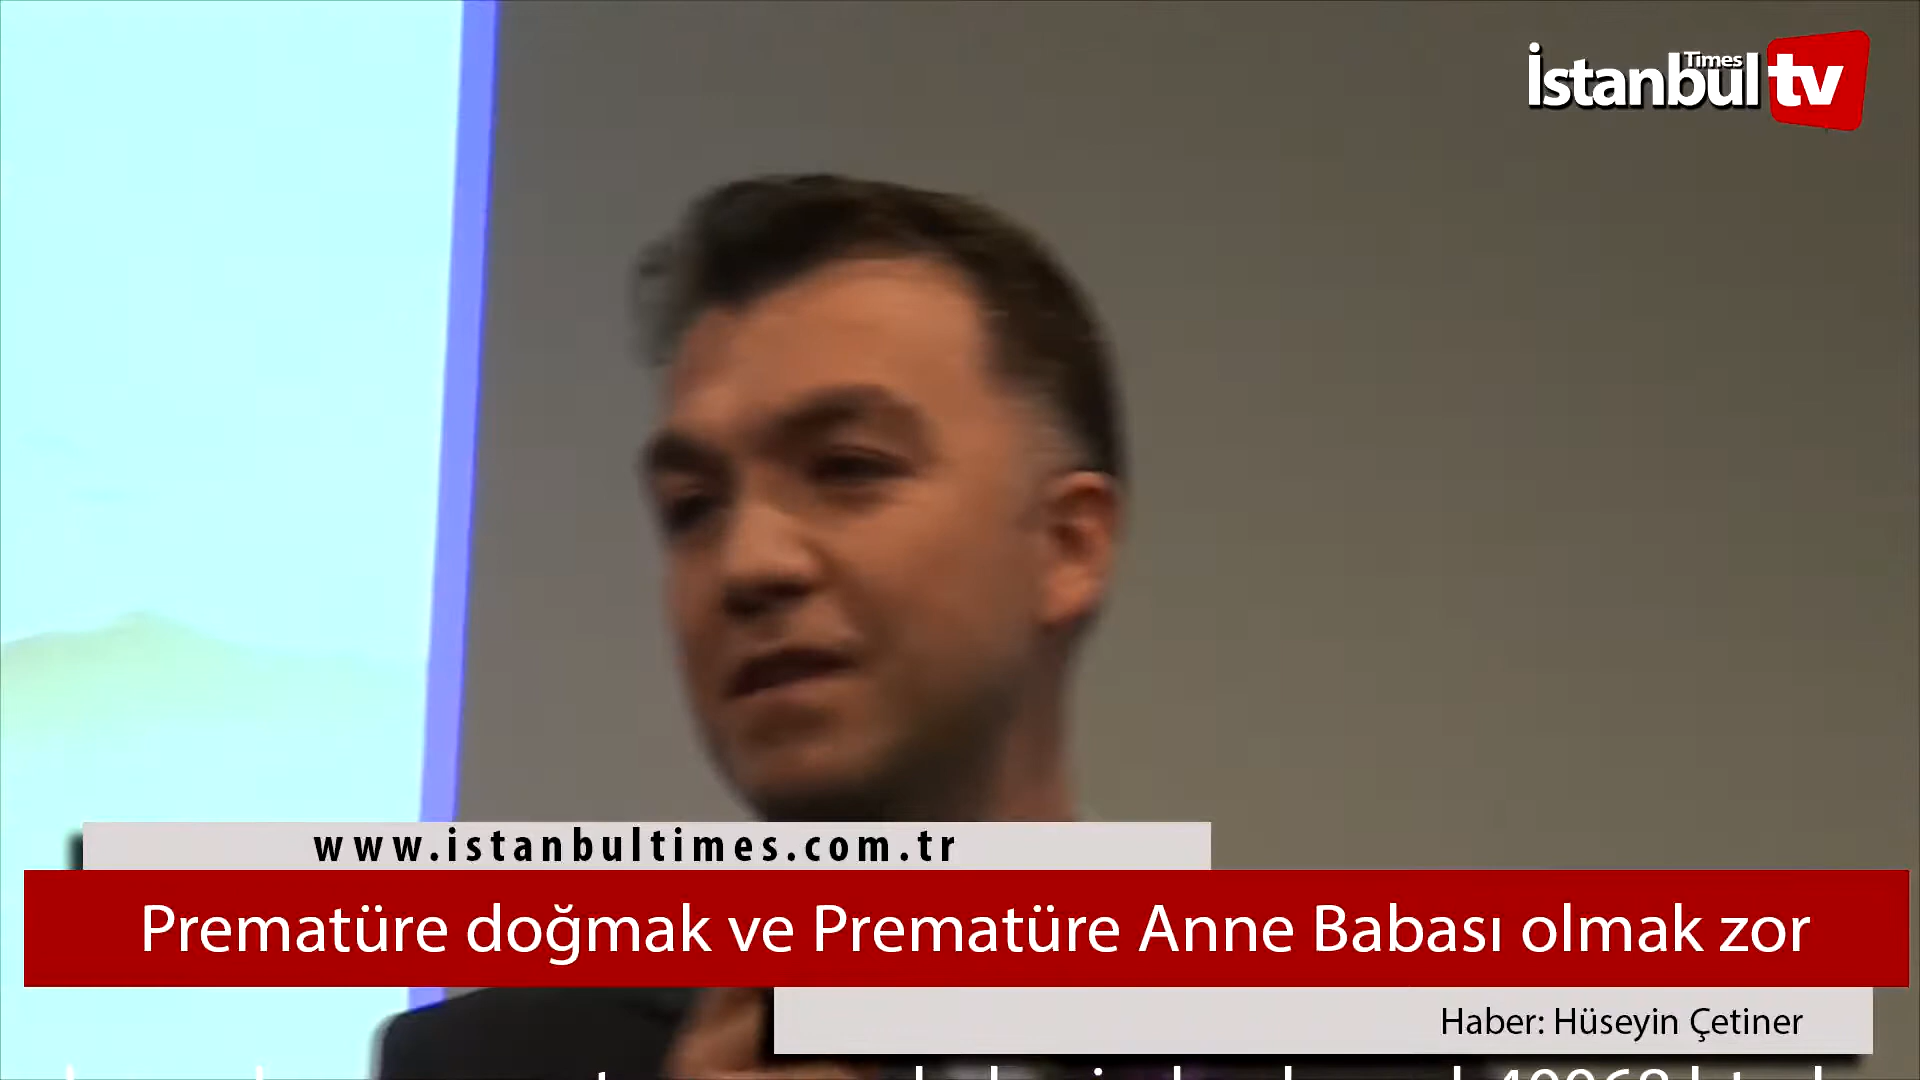 İstanbul Times tv
www.istanbultimes.com.tr
Prematüre doğmak ve Prematüre Anne Babası olmak zor
Haber: Hüseyin Çetiner